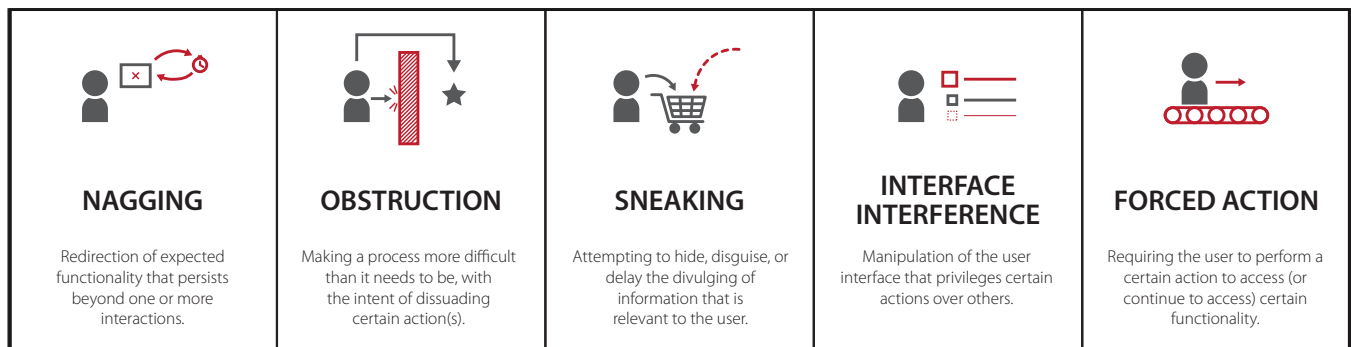 NAGGING
Redirection of expected
functionality that persists
beyond one or more
interactions.
OBSTRUCTION
Making a process more difficult
than it needs to be, with
the intent of dissuading
certain action(s).
SNEAKING
Attempting to hide, disguise, or
delay the divulging of
information that is
relevant to the user.
INTERFACE
INTERFERENCE
Manipulation of the user
interface that privileges certain
actions over others.
FORCED ACTION
Requiring the user to perform a
certain action to access (or
continue to access) certain
functionality.